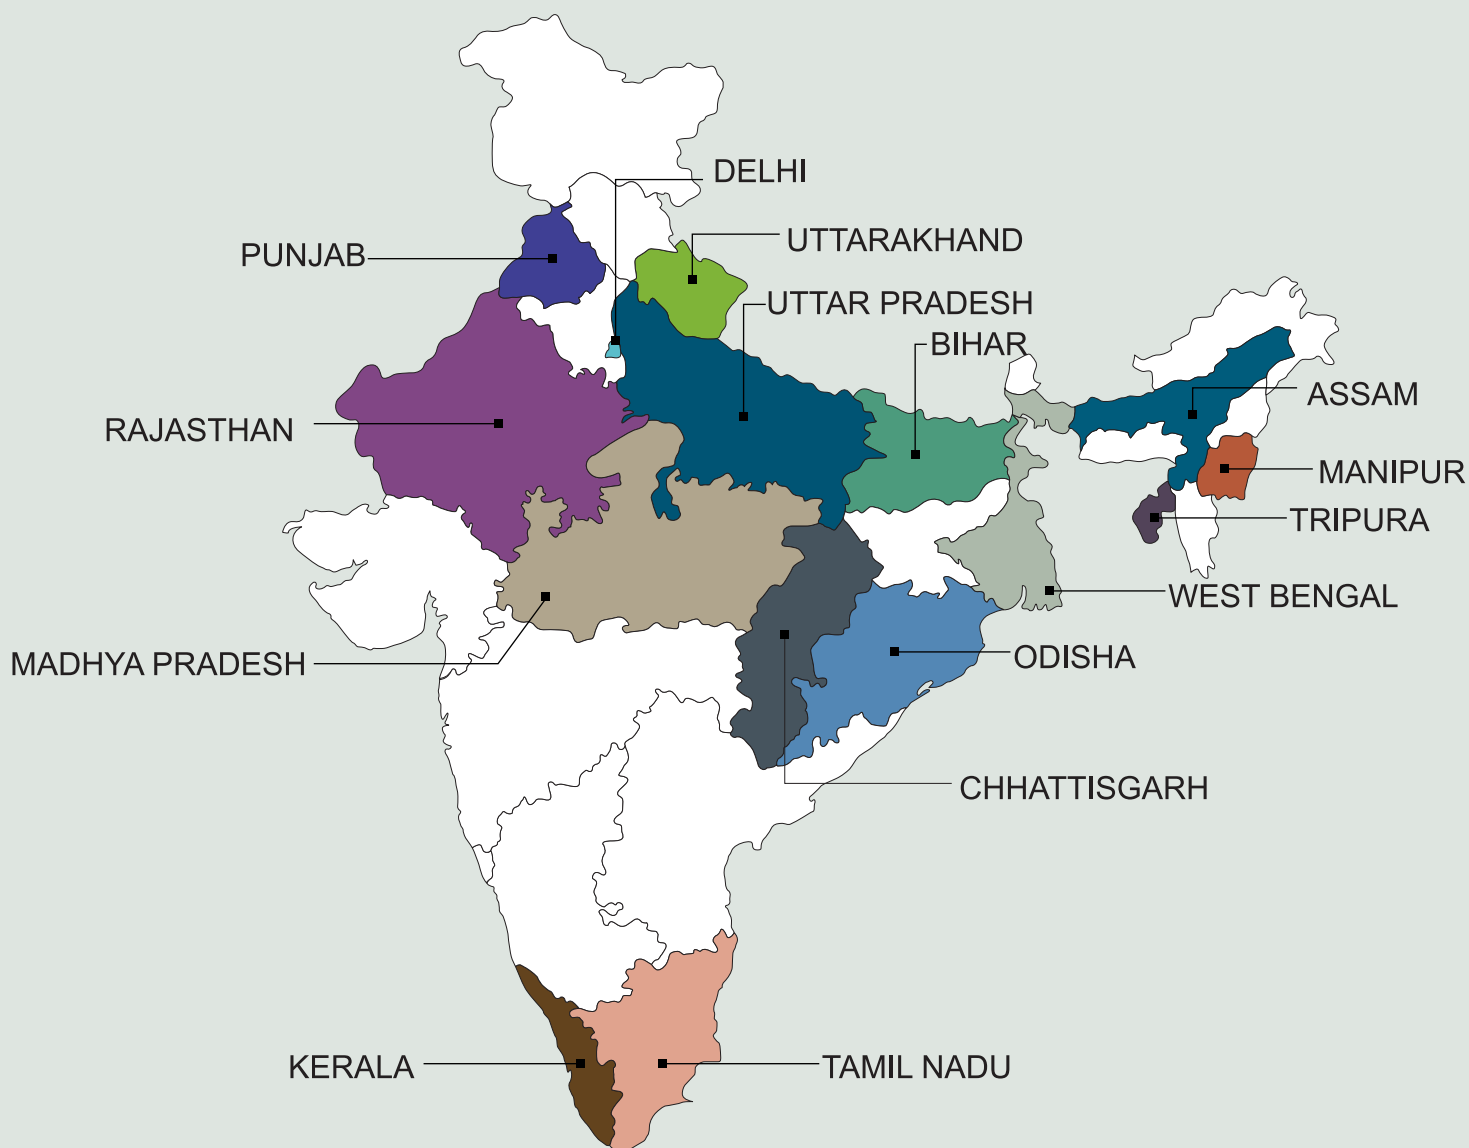 DELHI
UTTARAKHAND
PUNJAB
UTTAR PRADESH
BIHAR
ASSAM
RAJASTHAN
MANIPUR
TRIPURA
WEST BENGAL
MADHYA PRADESH
ODISHA
CHHATTISGARH
KERALA
TAMIL NADU